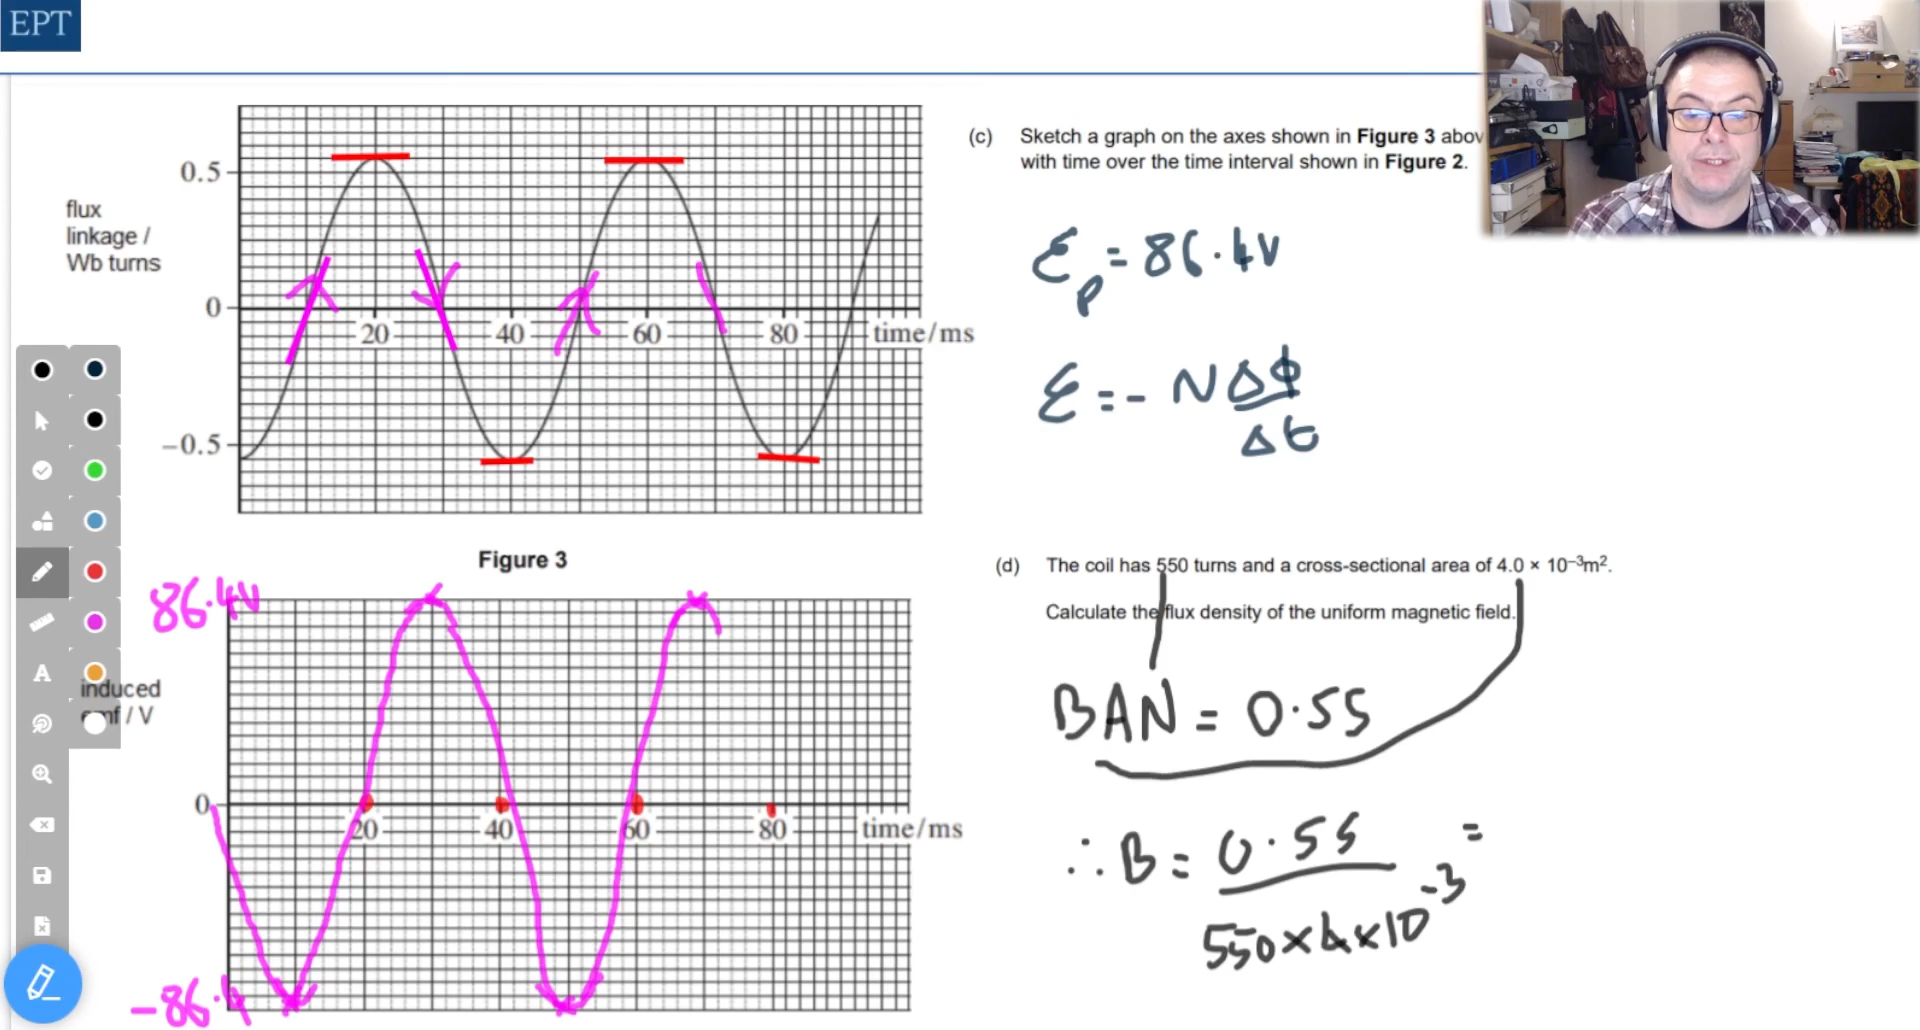 EPT
0.5
flux
linkage /
Wb turns
0
20 40 60 80 time/ms
−0.5
Figure 3
86.4V
induced
emf / V
0
20 40 60 80 time/ms
−86.4
(c) Sketch a graph on the axes shown in Figure 3 abov
with time over the time interval shown in Figure 2.
Ɛp = 86.4V
Ɛ = - NΔϕ
Δt
(d) The coil has 550 turns and a cross-sectional area of 4.0 × 10⁻³m².
Calculate the flux density of the uniform magnetic field.
BAN = 0.55
∴ B = 0.55 =
550×4×10⁻³
A